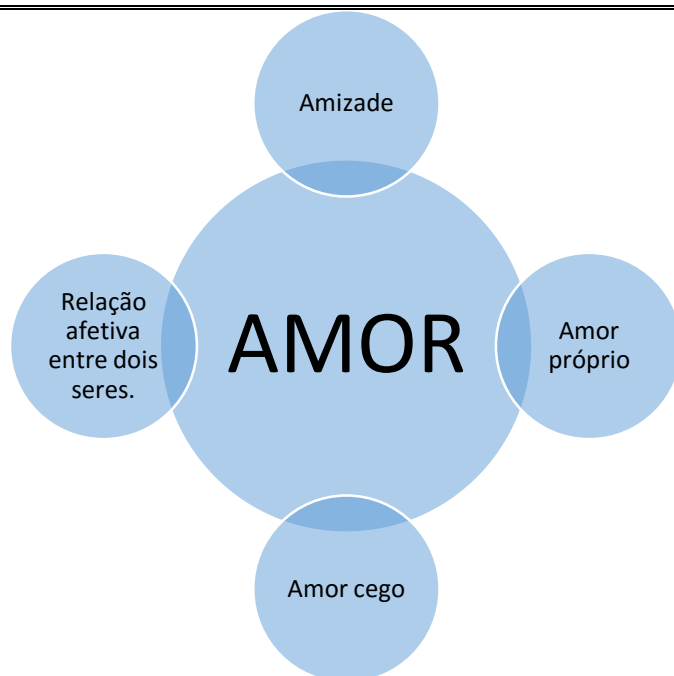 Amizade
Relação
afetiva
entre dois
seres.
AMOR
Amor
próprio
Amor cego